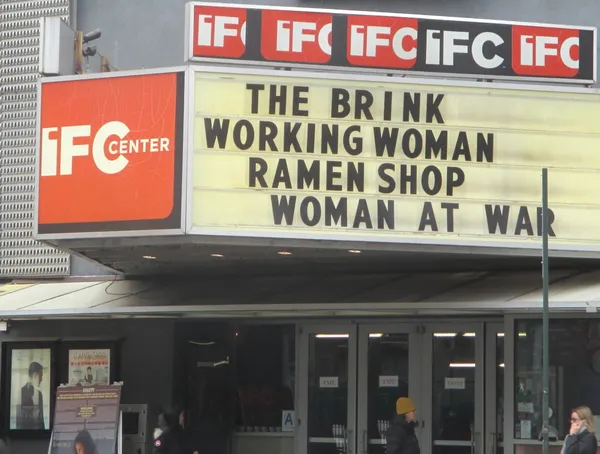 iFC iFC iFC iFC iFC
iFC CENTER
THE BRINK
WORKING WOMAN
RAMEN SHOP
WOMAN AT WAR
A